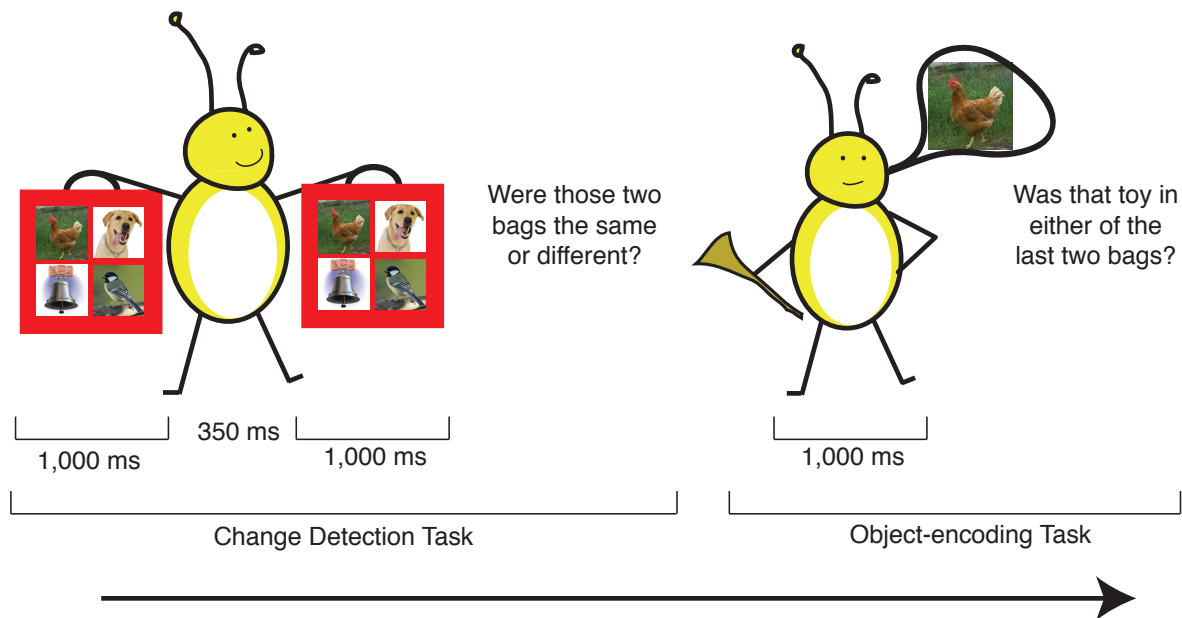 Were those two
bags the same
or different?
Was that toy in
either of the
last two bags?
350 ms
1,000 ms
1,000 ms
1,000 ms
Change Detection Task
Object-encoding Task